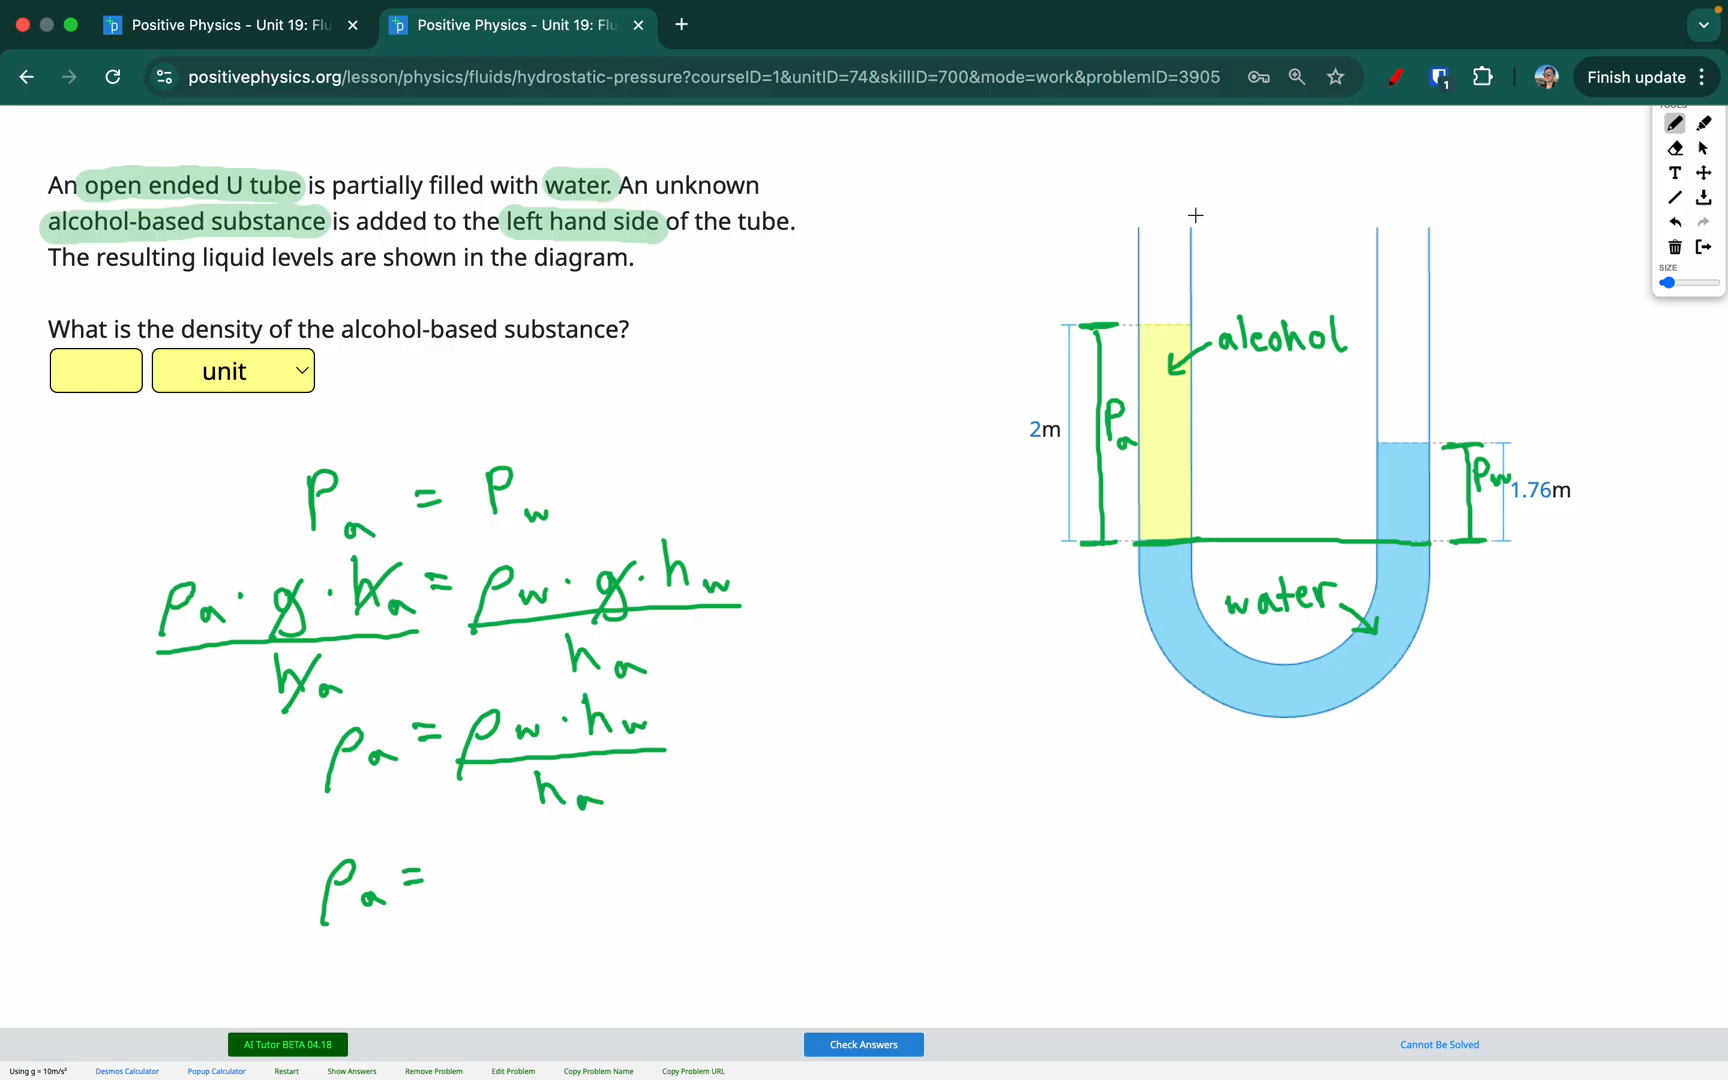 Positive Physics - Unit 19: Flu
Positive Physics - Unit 19: Flu
positivephysics.org/lesson/physics/fluids/hydrostatic-pressure?courseID=1&unitID=74&skillID=700&mode=work&problemID=3905
1
Finish update
TOOLS
SIZE
An open ended U tube is partially filled with water. An unknown
alcohol-based substance is added to the left hand side of the tube.
The resulting liquid levels are shown in the diagram.
What is the density of the alcohol-based substance?
unit
alcohol
2m
Pa
Pw
1.76m
water
Pa = Pw
ρa · g · ha = ρw · g · hw
ha ha
ρa = ρw · hw
ha
ρa =
AI Tutor BETA 04.18
Check Answers
Cannot Be Solved
Using g = 10m/s²
Desmos Calculator
Popup Calculator
Restart
Show Answers
Remove Problem
Edit Problem
Copy Problem Name
Copy Problem URL